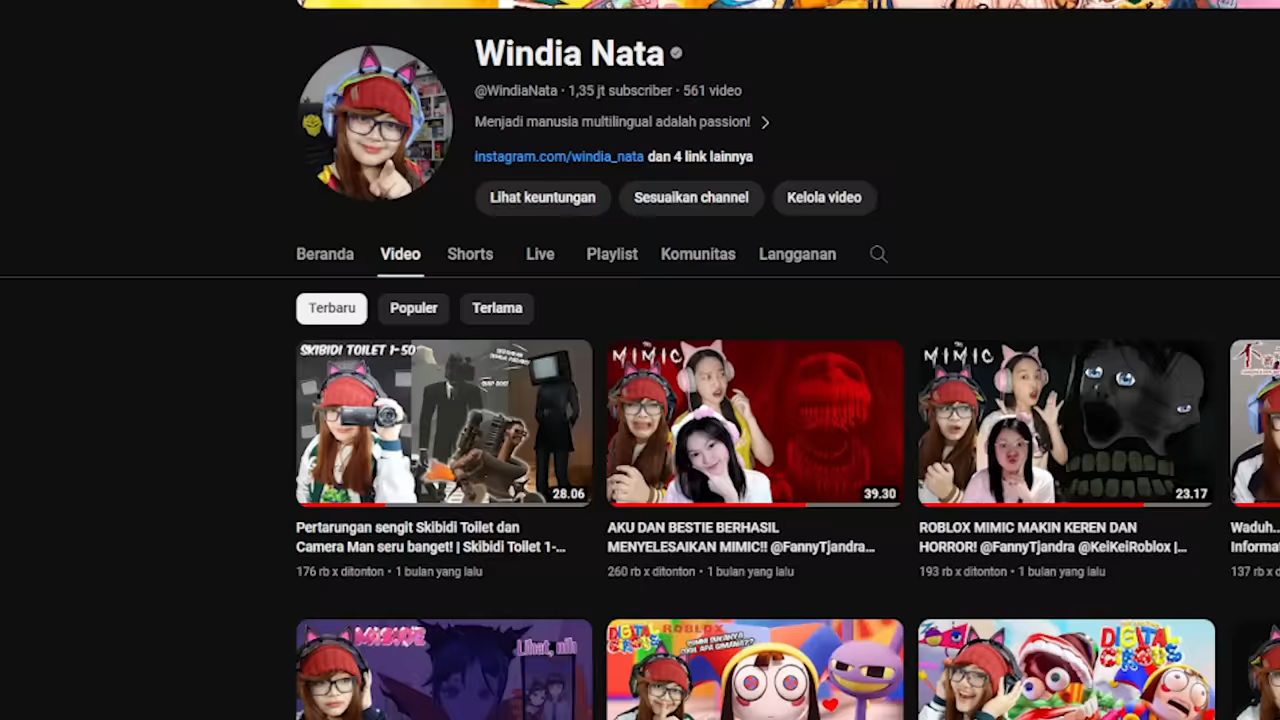 Windia Nata
@WindiaNata · 1,35 jt subscriber · 561 video
Menjadi manusia multilingual adalah passion!
instagram.com/windia_nata dan 4 link lainnya
Lihat keuntungan
Sesuaikan channel
Kelola video
Beranda
Video
Shorts
Live
Playlist
Komunitas
Langganan
Terbaru
Populer
Terlama
SKIBIDI TOILET 1-50
28.06
MIMIC
39.30
MIMIC
23.17
Pertarungan sengit Skibidi Toilet dan
Camera Man seru banget! | Skibidi Toilet 1-...
176 rb x ditonton • 1 bulan yang lalu
AKU DAN BESTIE BERHASIL
MENYELESAIKAN MIMIC!! @FannyTjandra...
260 rb x ditonton • 1 bulan yang lalu
ROBLOX MIMIC MAKIN KEREN DAN
HORROR! @FannyTjandra @KeiKeiRoblox |...
193 rb x ditonton • 1 bulan yang lalu
Waduh..
Informa
137 rb x d
Lihat, nih
DIGITAL
CIRCUS
ROBLOX
DIGITAL
CIRCUS